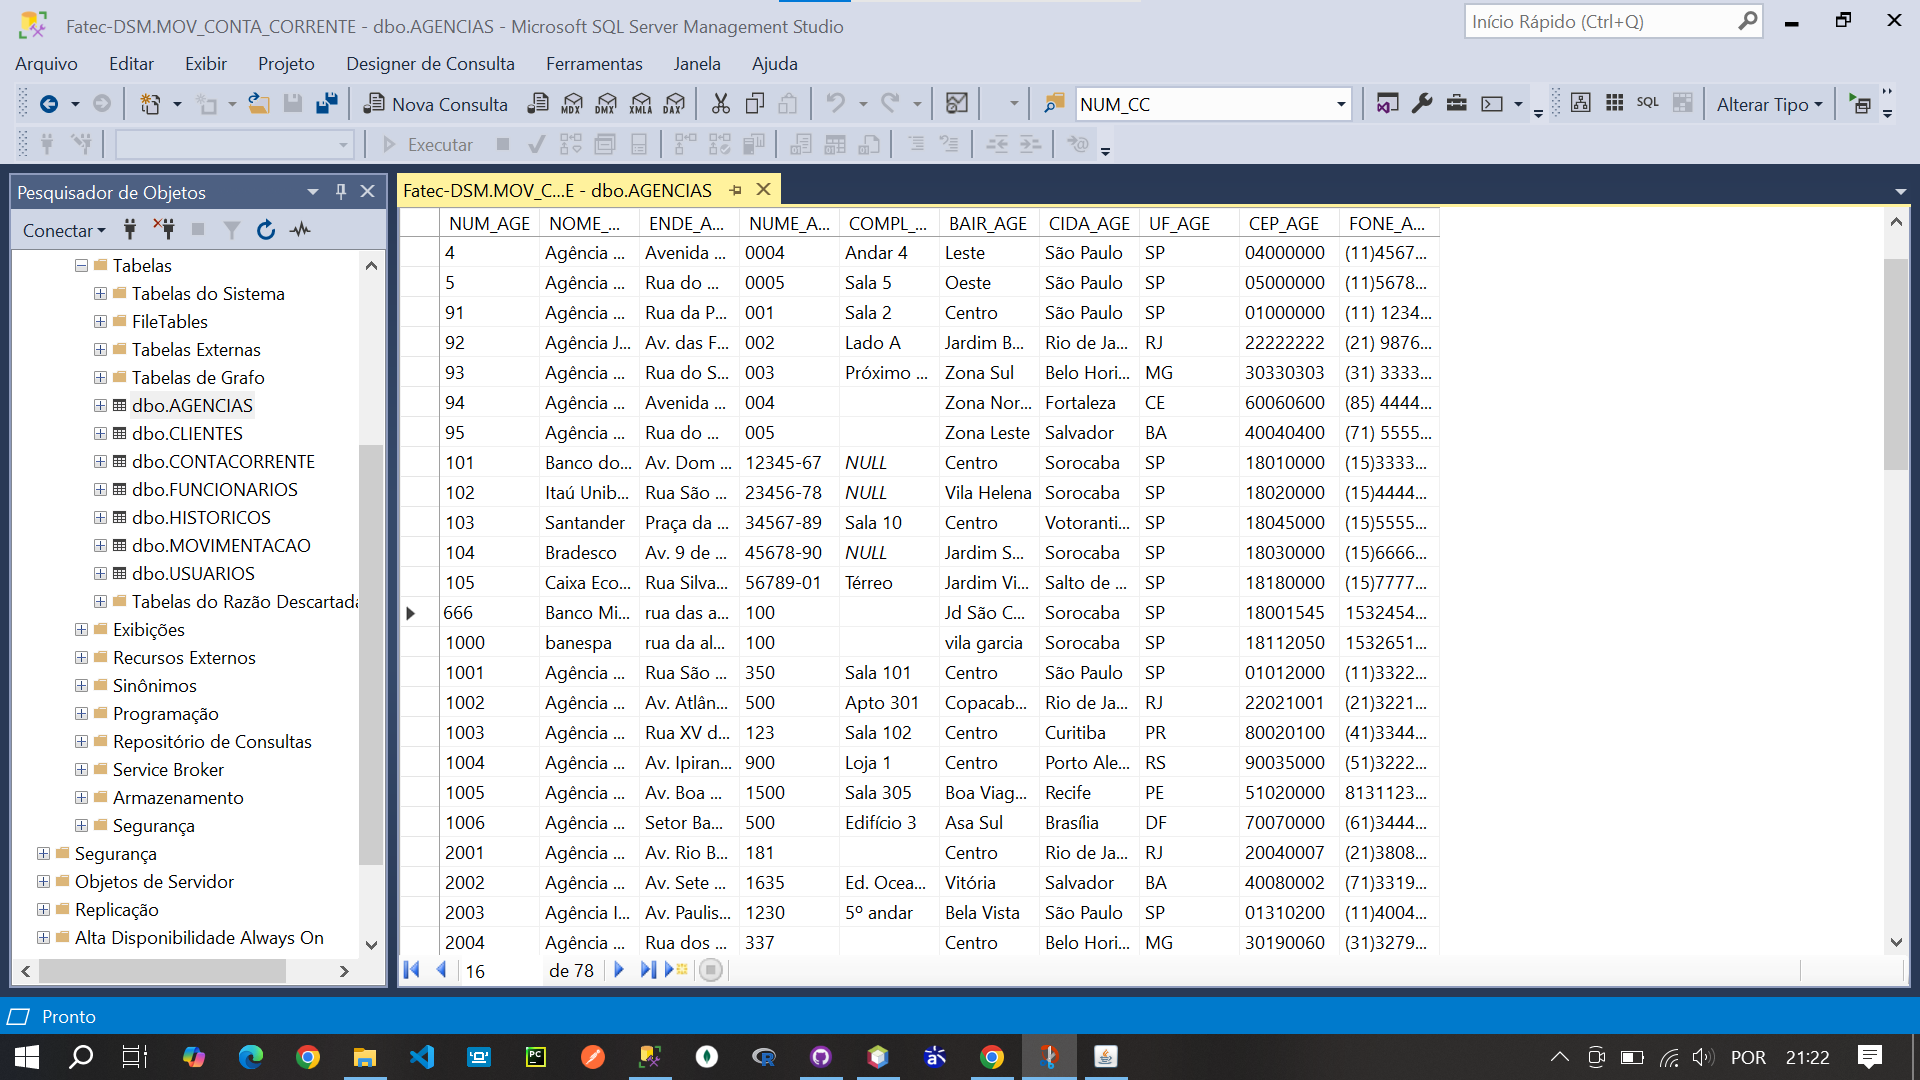 Fatec-DSM.MOV_CONTA_CORRENTE - dbo.AGENCIAS - Microsoft SQL Server Management Studio
Início Rápido (Ctrl+Q)
Arquivo Editar Exibir Projeto Designer de Consulta Ferramentas Janela Ajuda
Nova Consulta MDX DMX XMLA DAX NUM_CC SQL Alterar Tipo
Executar
Pesquisador de Objetos
Conectar
Tabelas
Tabelas do Sistema
FileTables
Tabelas Externas
Tabelas de Grafo
dbo.AGENCIAS
dbo.CLIENTES
dbo.CONTACORRENTE
dbo.FUNCIONARIOS
dbo.HISTORICOS
dbo.MOVIMENTACAO
dbo.USUARIOS
Tabelas do Razão Descartada
Exibições
Recursos Externos
Sinônimos
Programação
Repositório de Consultas
Service Broker
Armazenamento
Segurança
Segurança
Objetos de Servidor
Replicação
Alta Disponibilidade Always On
Fatec-DSM.MOV_C...E - dbo.AGENCIAS
NUM_AGE NOME_... ENDE_A... NUME_A... COMPL_... BAIR_AGE CIDA_AGE UF_AGE CEP_AGE FONE_A...
4 Agência ... Avenida ... 0004 Andar 4 Leste São Paulo SP 04000000 (11)4567...
5 Agência ... Rua do ... 0005 Sala 5 Oeste São Paulo SP 05000000 (11)5678...
91 Agência ... Rua da P... 001 Sala 2 Centro São Paulo SP 01000000 (11) 1234...
92 Agência J... Av. das F... 002 Lado A Jardim B... Rio de Ja... RJ 22222222 (21) 9876...
93 Agência ... Rua do S... 003 Próximo ... Zona Sul Belo Hori... MG 30330303 (31) 3333...
94 Agência ... Avenida ... 004 Zona Nor... Fortaleza CE 60060600 (85) 4444...
95 Agência ... Rua do ... 005 Zona Leste Salvador BA 40040400 (71) 5555...
101 Banco do... Av. Dom ... 12345-67 NULL Centro Sorocaba SP 18010000 (15)3333...
102 Itaú Unib... Rua São ... 23456-78 NULL Vila Helena Sorocaba SP 18020000 (15)4444...
103 Santander Praça da ... 34567-89 Sala 10 Centro Votoranti... SP 18045000 (15)5555...
104 Bradesco Av. 9 de ... 45678-90 NULL Jardim S... Sorocaba SP 18030000 (15)6666...
105 Caixa Eco... Rua Silva... 56789-01 Térreo Jardim Vi... Salto de ... SP 18180000 (15)7777...
666 Banco Mi... rua das a... 100 Jd São C... Sorocaba SP 18001545 1532454...
1000 banespa rua da al... 100 vila garcia Sorocaba SP 18112050 1532651...
1001 Agência ... Rua São ... 350 Sala 101 Centro São Paulo SP 01012000 (11)3322...
1002 Agência ... Av. Atlân... 500 Apto 301 Copacab... Rio de Ja... RJ 22021001 (21)3221...
1003 Agência ... Rua XV d... 123 Sala 102 Centro Curitiba PR 80020100 (41)3344...
1004 Agência ... Av. Ipiran... 900 Loja 1 Centro Porto Ale... RS 90035000 (51)3222...
1005 Agência ... Av. Boa ... 1500 Sala 305 Boa Viag... Recife PE 51020000 8131123...
1006 Agência ... Setor Ba... 500 Edifício 3 Asa Sul Brasília DF 70070000 (61)3444...
2001 Agência ... Av. Rio B... 181 Centro Rio de Ja... RJ 20040007 (21)3808...
2002 Agência ... Av. Sete ... 1635 Ed. Ocea... Vitória Salvador BA 40080002 (71)3319...
2003 Agência I... Av. Paulis... 1230 5º andar Bela Vista São Paulo SP 01310200 (11)4004...
2004 Agência ... Rua dos ... 337 Centro Belo Hori... MG 30190060 (31)3279...
16 de 78
Pronto
PC R ak POR 21:22